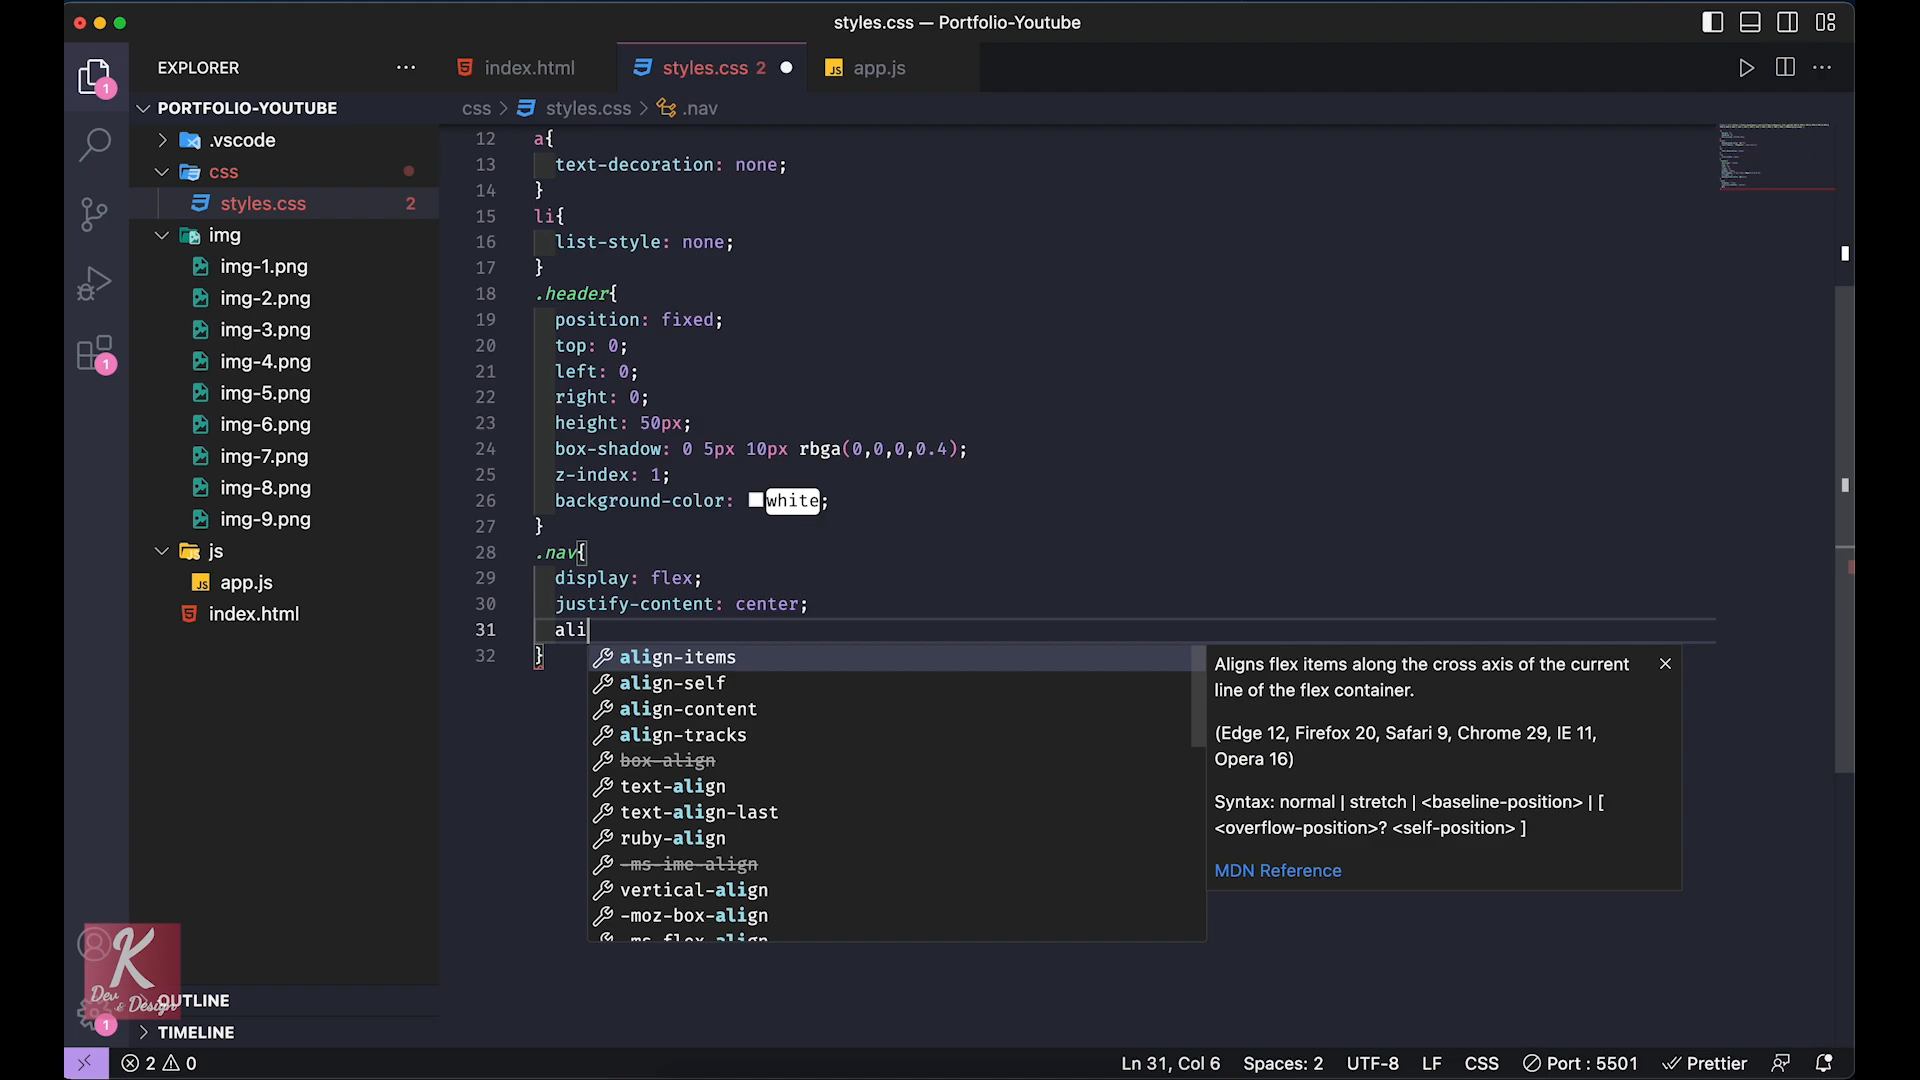 styles.css — Portfolio-Youtube
EXPLORER
index.html
styles.css 2
JS app.js
PORTFOLIO-YOUTUBE
css > styles.css > .nav
.vscode
css
styles.css 2
img
img-1.png
img-2.png
img-3.png
img-4.png
img-5.png
img-6.png
img-7.png
img-8.png
img-9.png
js
JS app.js
index.html
12 a{
13 text-decoration: none;
14 }
15 li{
16 list-style: none;
17 }
18 .header{
19 position: fixed;
20 top: 0;
21 left: 0;
22 right: 0;
23 height: 50px;
24 box-shadow: 0 5px 10px rbga(0,0,0,0.4);
25 z-index: 1;
26 background-color: white;
27 }
28 .nav{
29 display: flex;
30 justify-content: center;
31 ali
32 }
align-items
align-self
align-content
align-tracks
box-align
text-align
text-align-last
ruby-align
-ms-ime-align
vertical-align
-moz-box-align
-ms-flex-align
Aligns flex items along the cross axis of the current
line of the flex container.
(Edge 12, Firefox 20, Safari 9, Chrome 29, IE 11,
Opera 16)
Syntax: normal | stretch | <baseline-position> | [
<overflow-position>? <self-position> ]
MDN Reference
1
1
K
Dev & Design
1
OUTLINE
TIMELINE
2 0
Ln 31, Col 6
Spaces: 2
UTF-8
LF
CSS
Port : 5501
Prettier